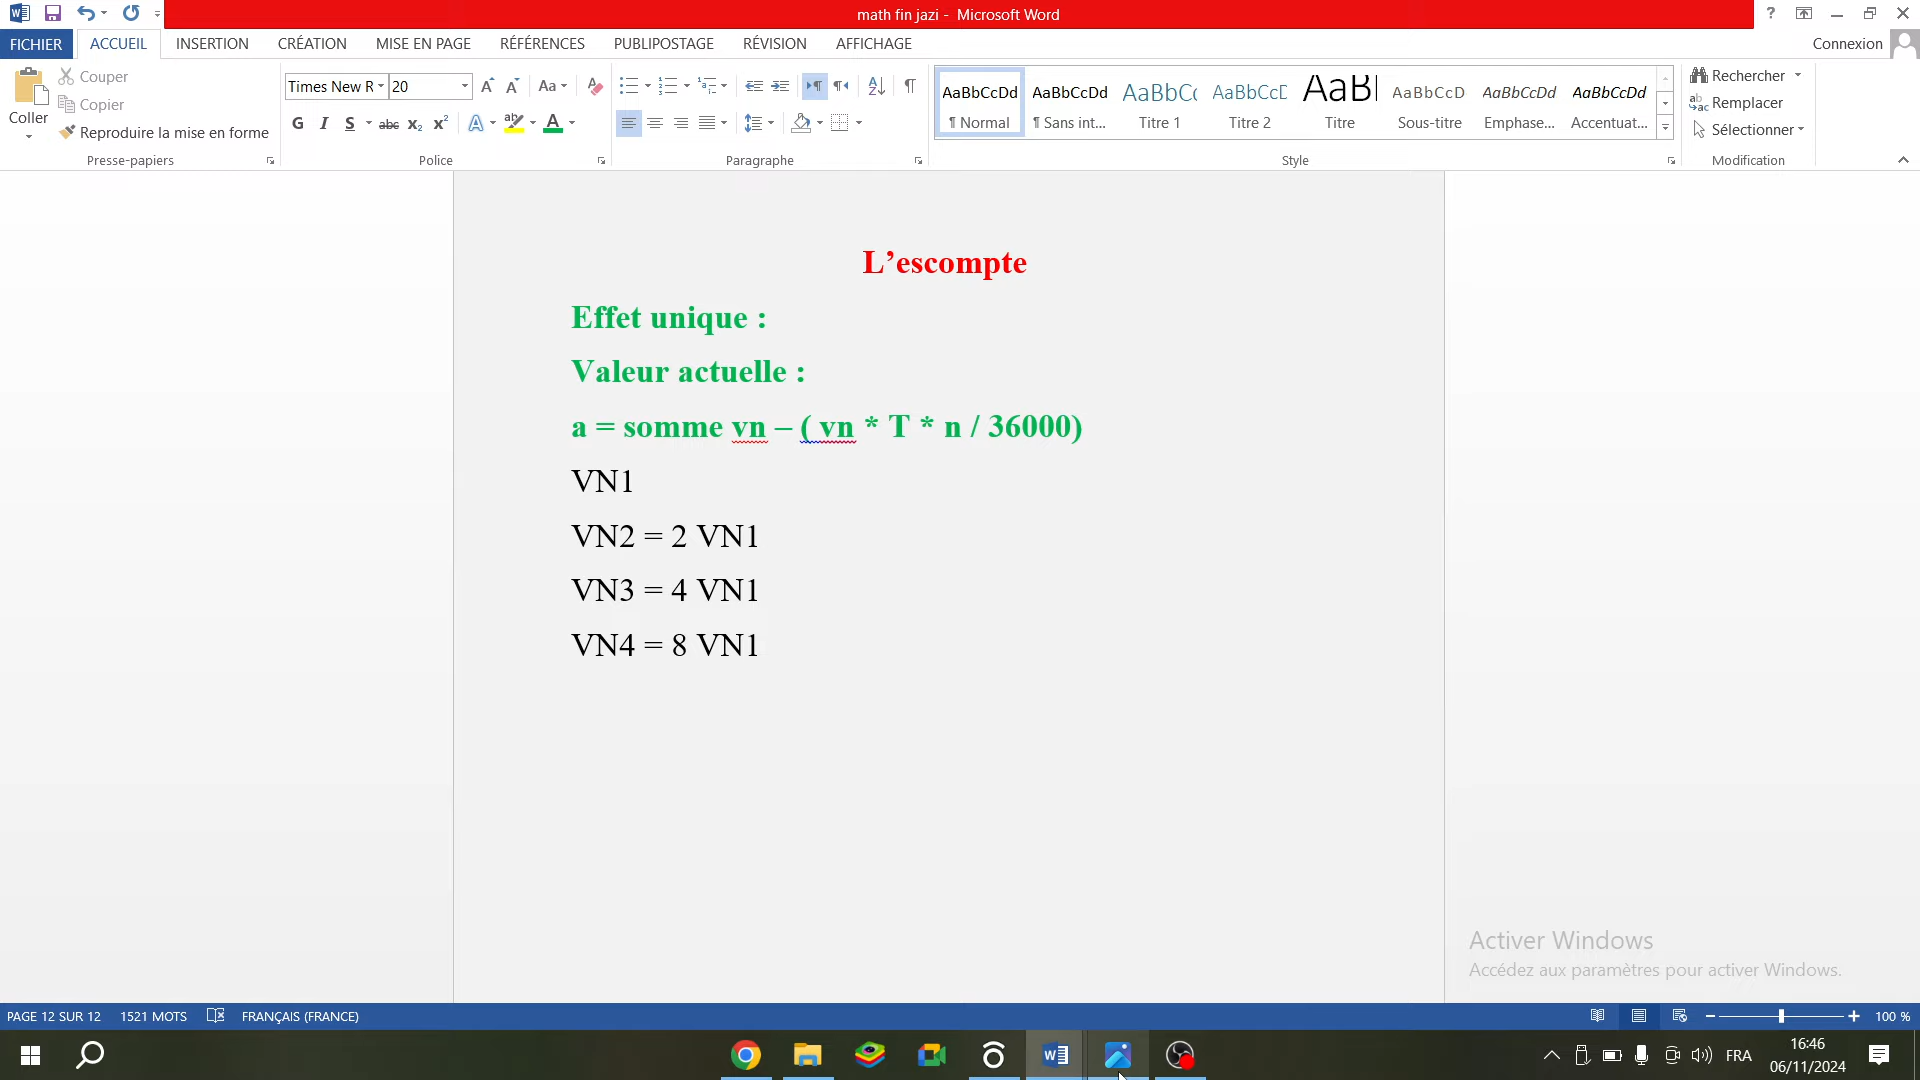 math fin jazi - Microsoft Word
FICHIER ACCUEIL INSERTION CRÉATION MISE EN PAGE RÉFÉRENCES PUBLIPOSTAGE RÉVISION AFFICHAGE Connexion
Coller
Couper
Copier
Reproduire la mise en forme
Presse-papiers
Times New R 20
Police
Paragraphe
AaBbCcDd AaBbCcDd AaBbC AaBbCcD AaBl AaBbCcD AaBbCcDd AaBbCcDd
¶ Normal ¶ Sans int... Titre 1 Titre 2 Titre Sous-titre Emphase... Accentuat...
Style
Rechercher
Remplacer
Sélectionner
Modification
L’escompte
Effet unique :
Valeur actuelle :
a = somme vn – ( vn * T * n / 36000)
VN1
VN2 = 2 VN1
VN3 = 4 VN1
VN4 = 8 VN1
Activer Windows
Accédez aux paramètres pour activer Windows.
PAGE 12 SUR 12 1521 MOTS FRANÇAIS (FRANCE) 100 %
FRA
16:46
06/11/2024